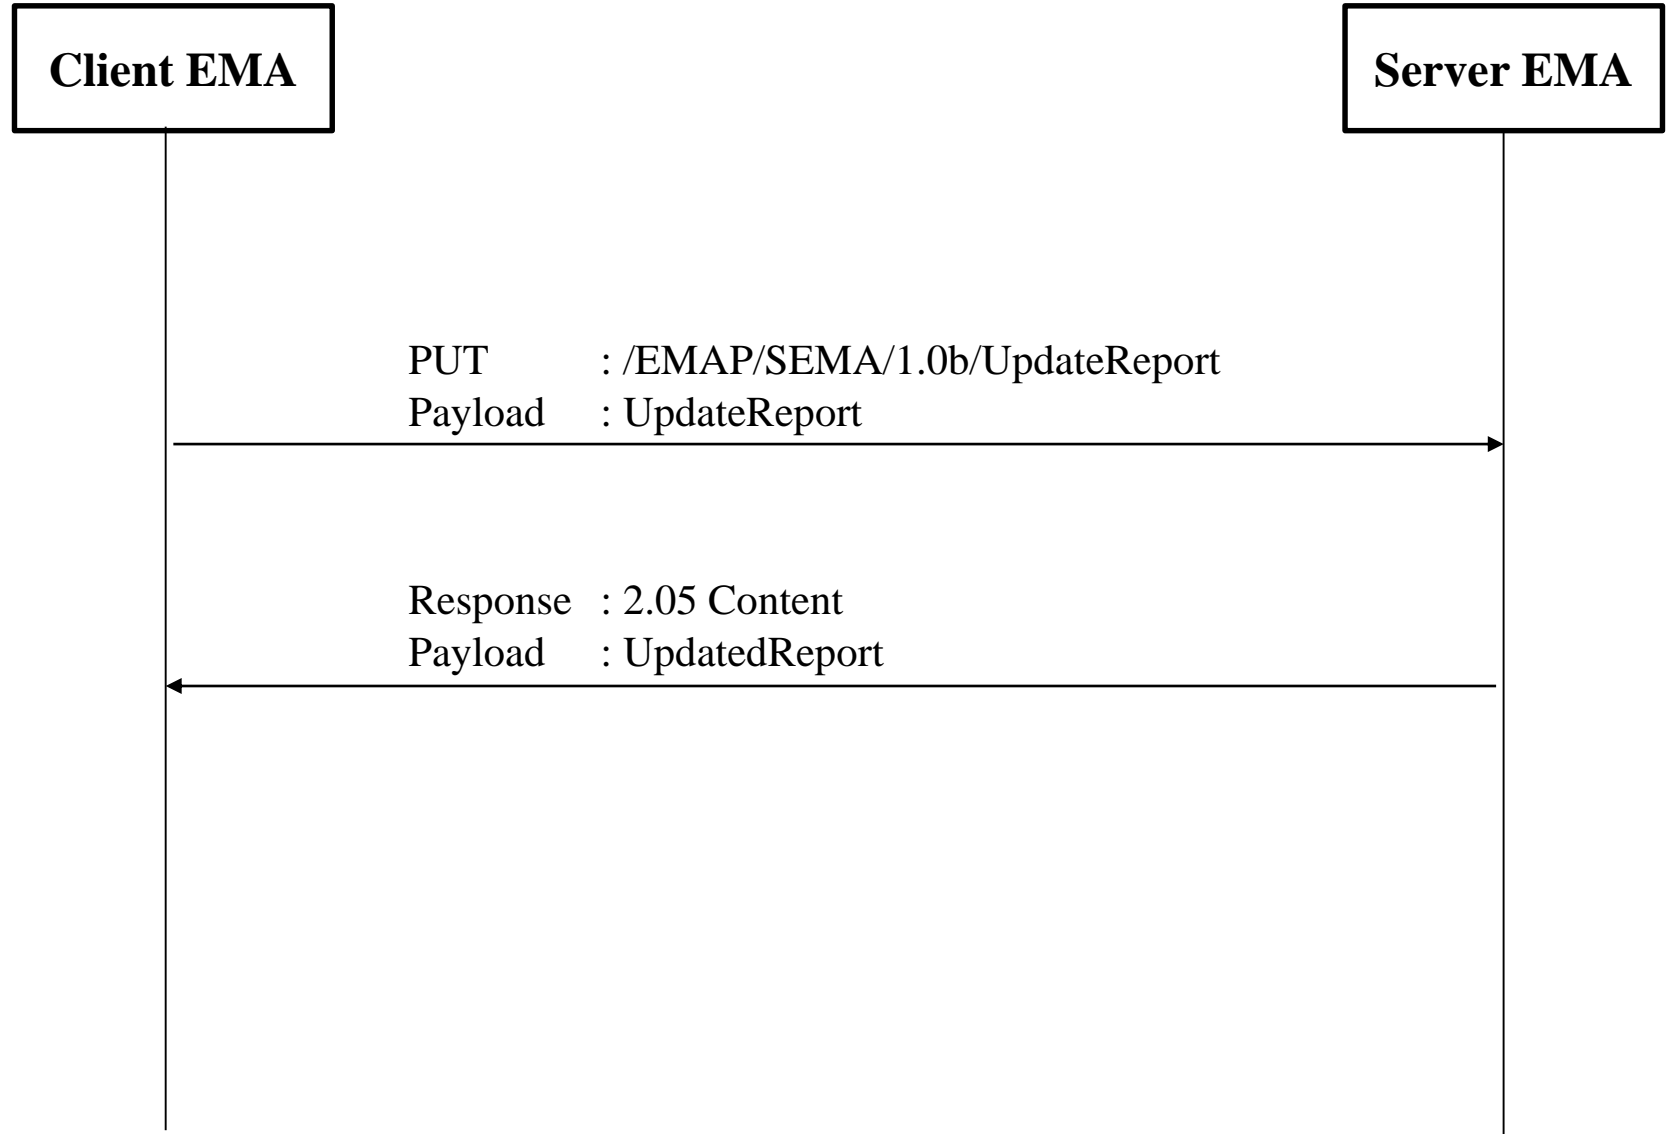 Client EMA
Server EMA
PUT : /EMAP/SEMA/1.0b/UpdateReport
Payload : UpdateReport
Response : 2.05 Content
Payload : UpdatedReport